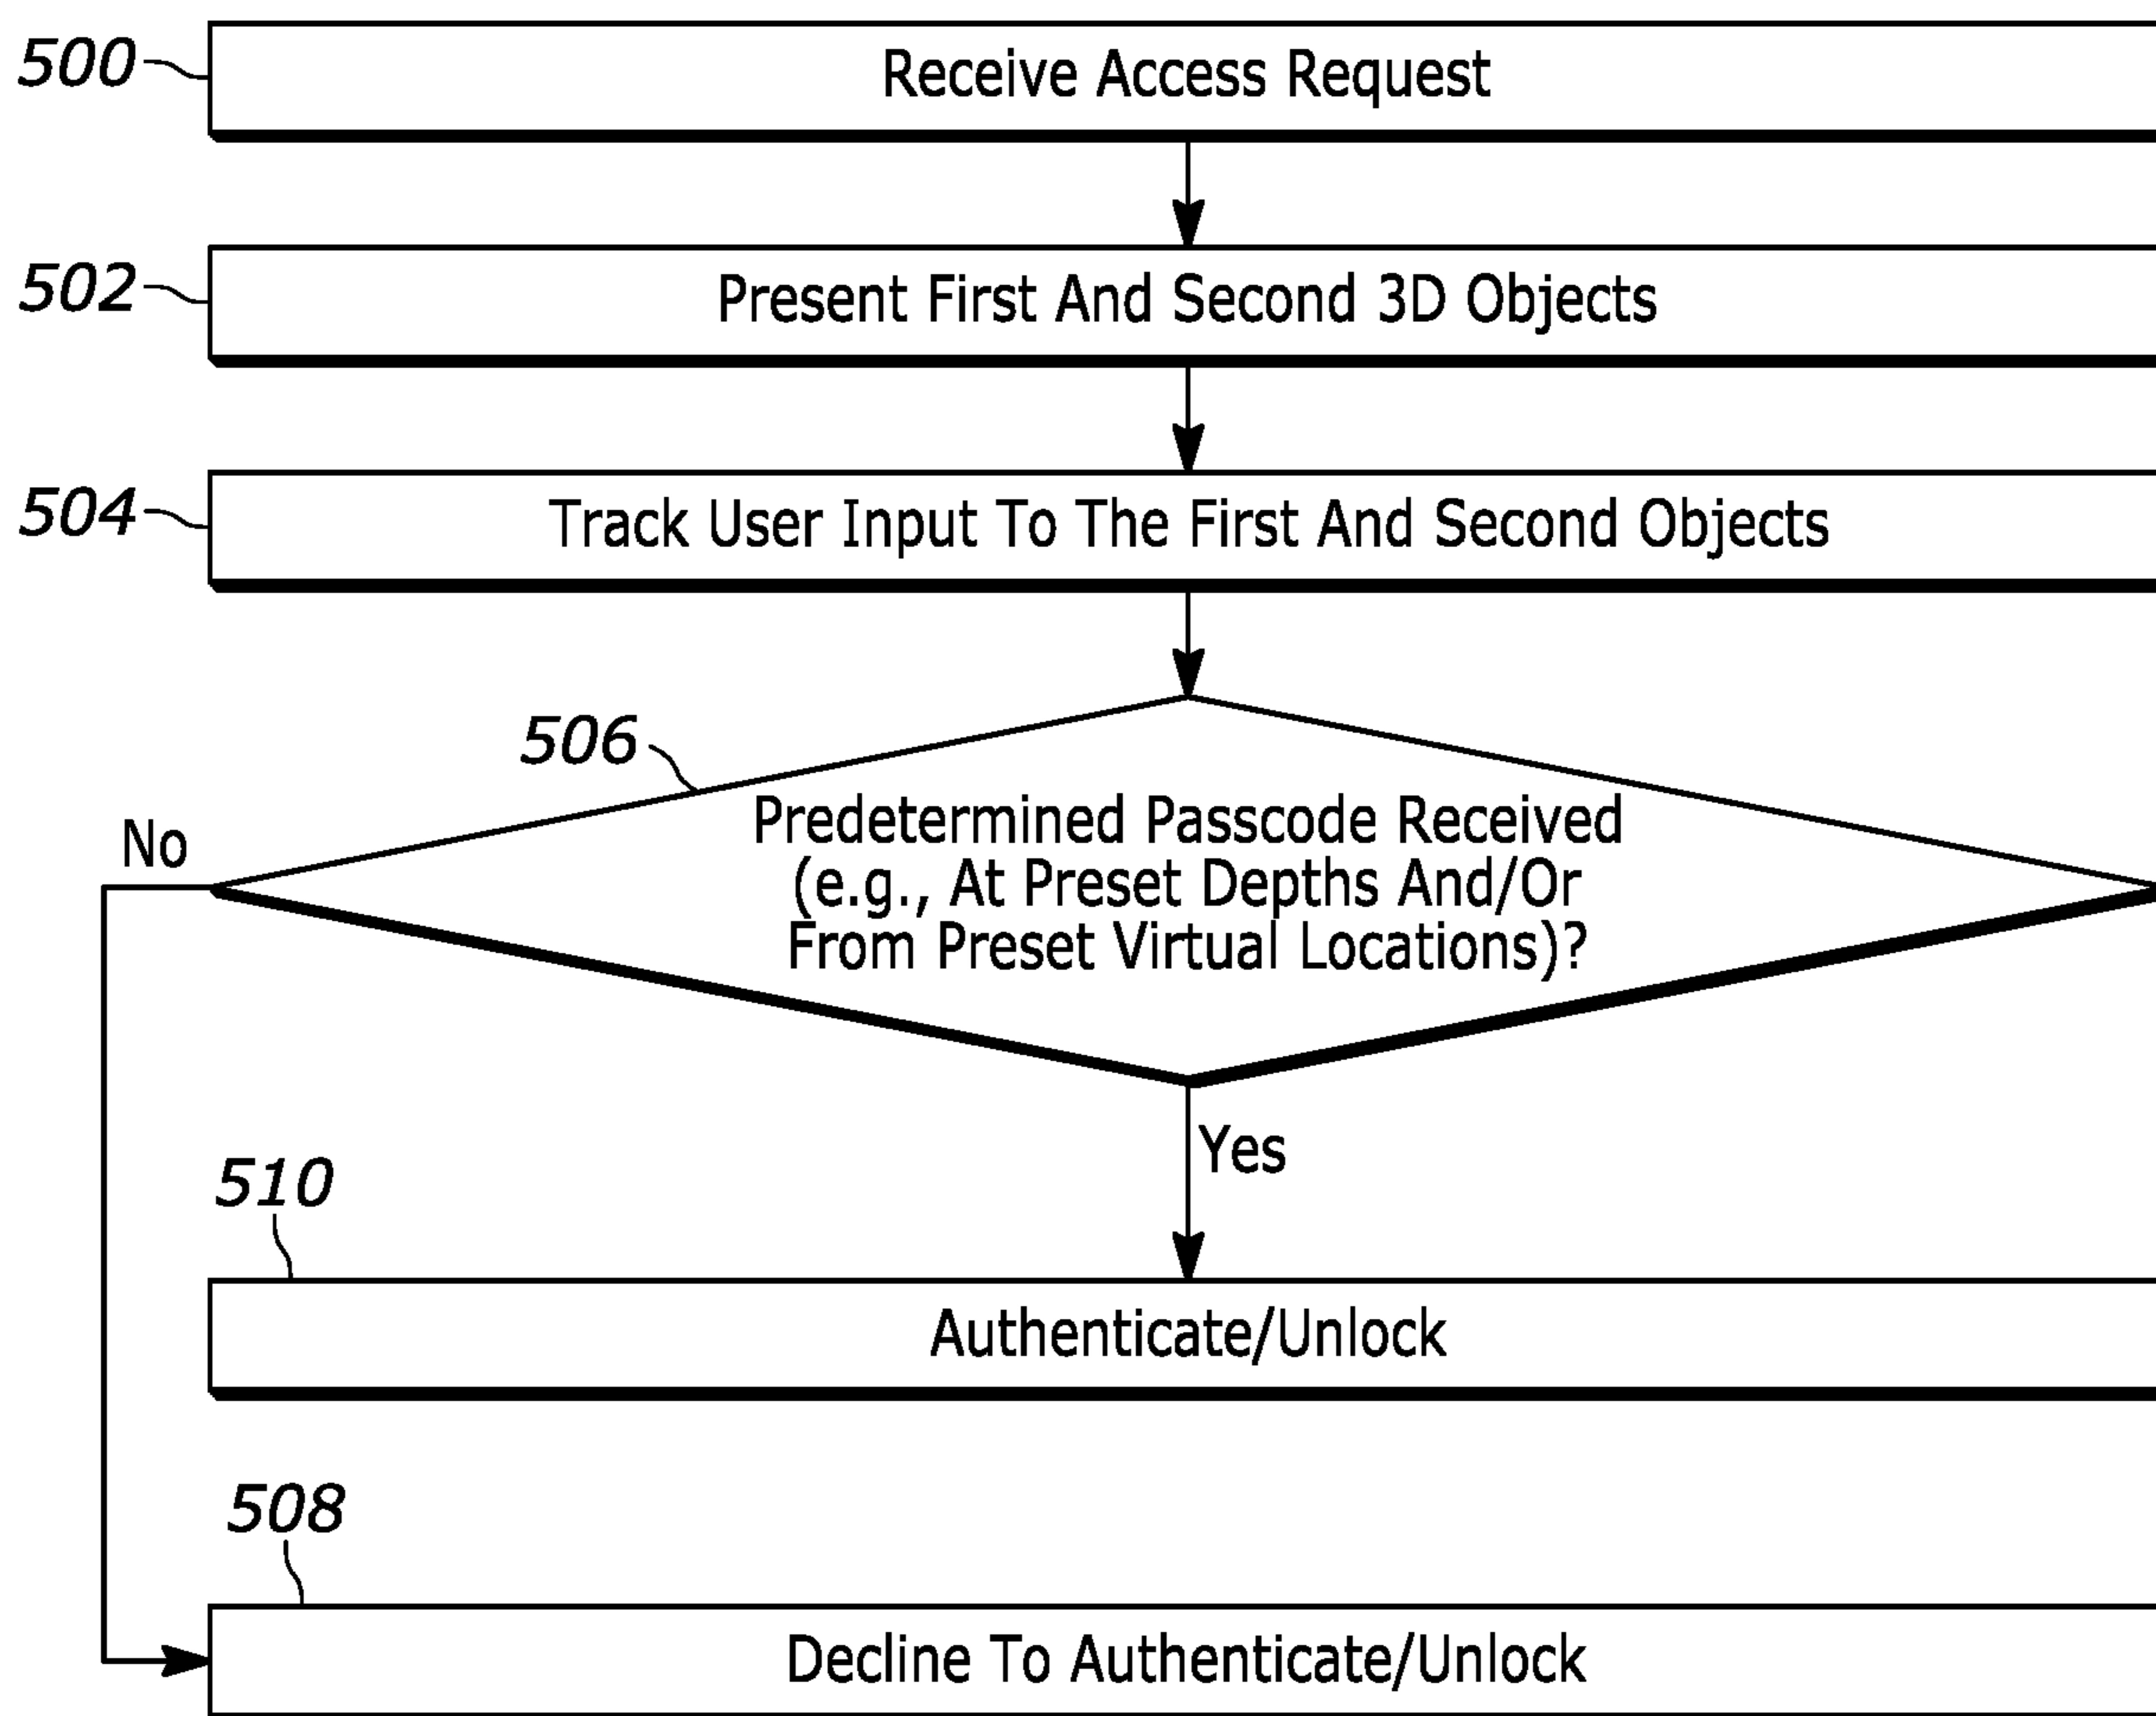 500
Receive Access Request
502
Present First And Second 3D Objects
504
Track User Input To The First And Second Objects
506
Predetermined Passcode Received
(e.g., At Preset Depths And/Or
From Preset Virtual Locations)?
No
Yes
510
Authenticate/Unlock
508
Decline To Authenticate/Unlock